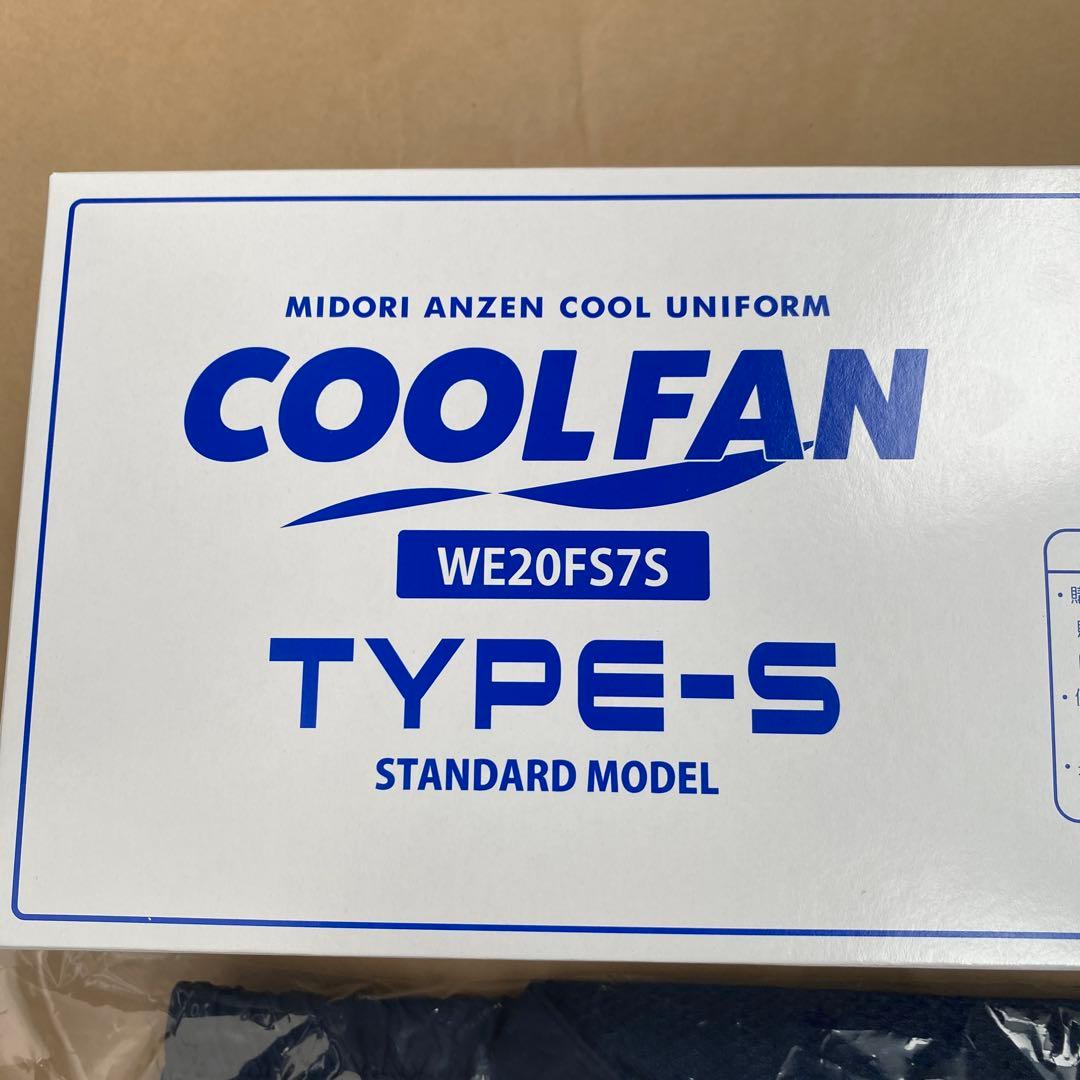 MIDORI ANZEN COOL UNIFORM
COOLFAN
WE20FS7S
TYPE-S
STANDARD MODEL